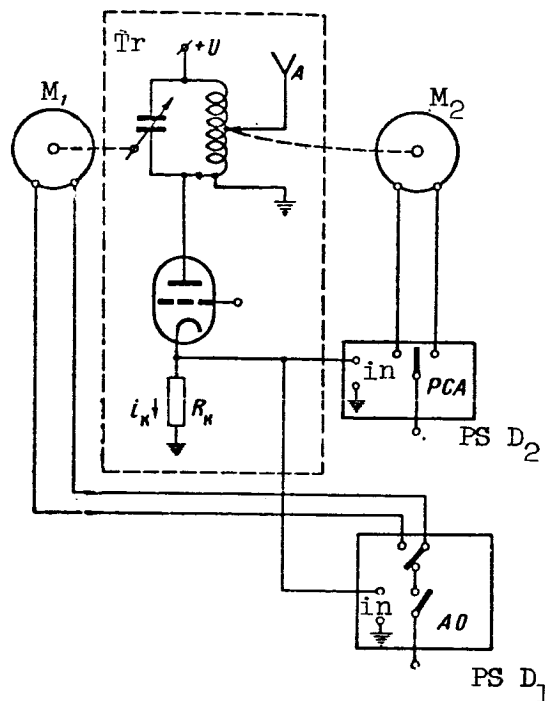 Tr
+U
A
M₁
M₂
in
PCA
iₖ
Rₖ
PS D₂
in
AO
PS D₁